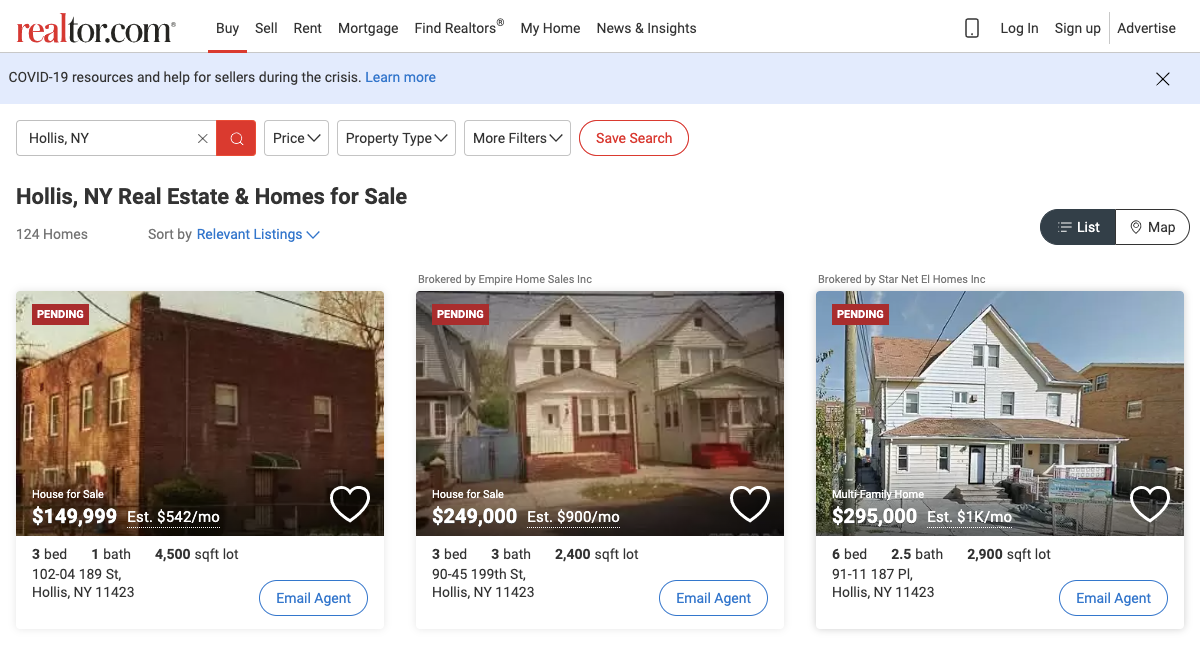 realtor.com®
Buy Sell Rent Mortgage Find Realtors® My Home News & Insights
Log In Sign up Advertise
COVID-19 resources and help for sellers during the crisis. Learn more
Hollis, NY
Price Property Type More Filters Save Search
Hollis, NY Real Estate & Homes for Sale
124 Homes Sort by Relevant Listings
List Map
PENDING
House for Sale
$149,999 Est. $542/mo
3 bed 1 bath 4,500 sqft lot
102-04 189 St,
Hollis, NY 11423
Email Agent
Brokered by Empire Home Sales Inc
PENDING
House for Sale
$249,000 Est. $900/mo
3 bed 3 bath 2,400 sqft lot
90-45 199th St,
Hollis, NY 11423
Email Agent
Brokered by Star Net El Homes Inc
PENDING
Multi-Family Home
$295,000 Est. $1K/mo
6 bed 2.5 bath 2,900 sqft lot
91-11 187 Pl,
Hollis, NY 11423
Email Agent